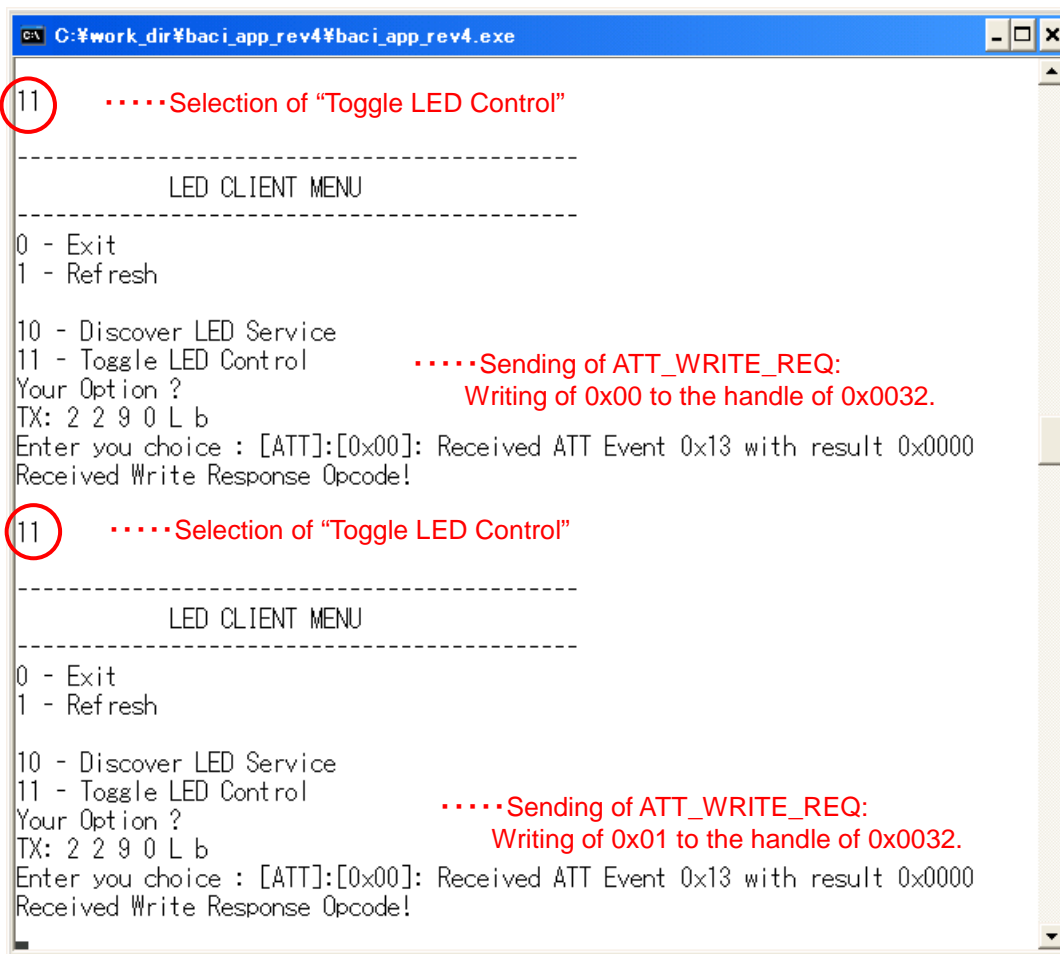 C:¥work_dir¥baci_app_rev4¥baci_app_rev4.exe
11 ・・・・・Selection of “Toggle LED Control”
--------------------------------------------
LED CLIENT MENU
--------------------------------------------
0 - Exit
1 - Refresh
10 - Discover LED Service
11 - Toggle LED Control ・・・・・Sending of ATT_WRITE_REQ:
Your Option ? Writing of 0x00 to the handle of 0x0032.
TX: 2 2 9 0 L b
Enter you choice : [ATT]:[0x00]: Received ATT Event 0x13 with result 0x0000
Received Write Response Opcode!
11 ・・・・・Selection of “Toggle LED Control”
--------------------------------------------
LED CLIENT MENU
--------------------------------------------
0 - Exit
1 - Refresh
10 - Discover LED Service
11 - Toggle LED Control ・・・・・Sending of ATT_WRITE_REQ:
Your Option ? Writing of 0x01 to the handle of 0x0032.
TX: 2 2 9 0 L b
Enter you choice : [ATT]:[0x00]: Received ATT Event 0x13 with result 0x0000
Received Write Response Opcode!